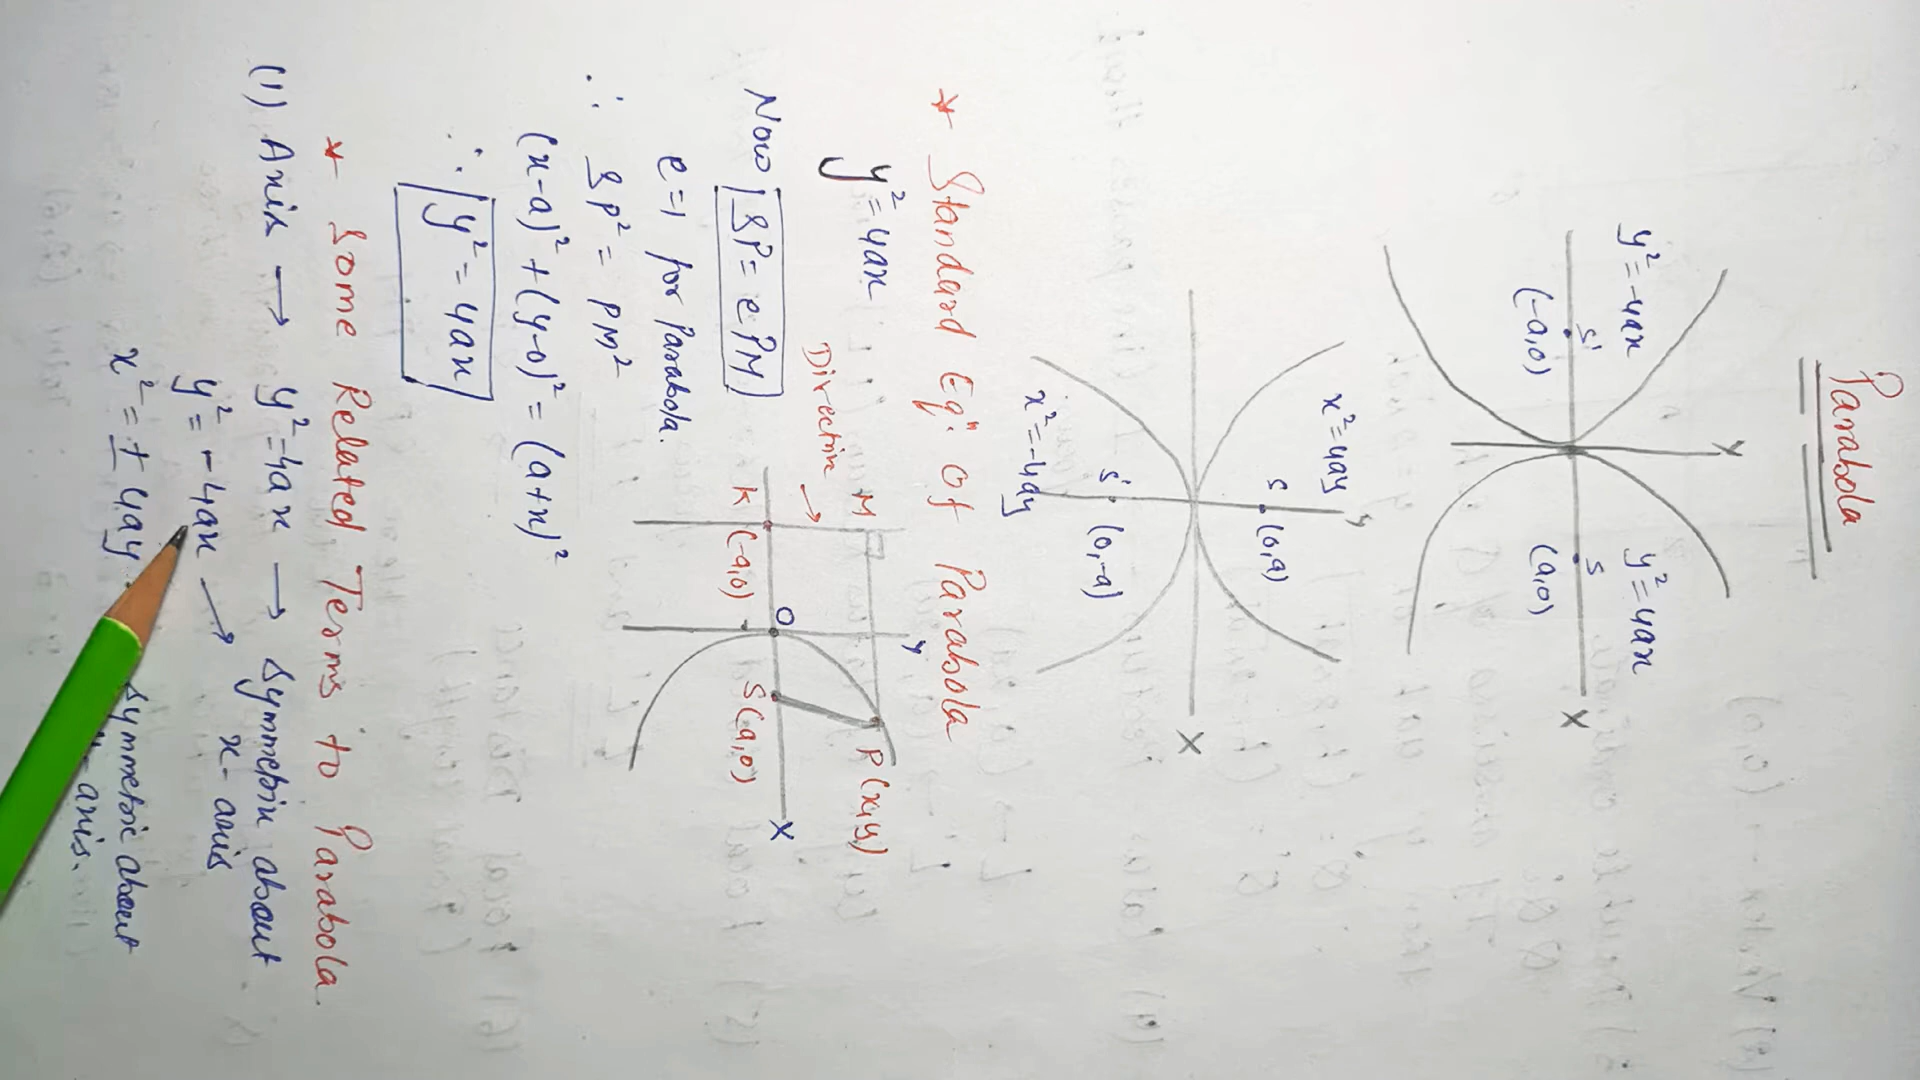 Parabola
y² = -4ax
y² = 4ax
Y
S'
S
(-a,0)
(a,0)
X
x² = 4ay
Y
S
(0,a)
X
S'
(0,-a)
x² = -4ay
* Standard Eqⁿ. Of Parabola
y² = 4ax
M
P(x,y)
Y
Directrix →
O
X
K (-a,0)
S(a,0)
Now SP = e PM
e=1 for Parabola.
∴ SP² = PM²
(x-a)² + (y-0)² = (a+x)²
∴ y² = 4ax
* Some Related Terms to Parabola
(1) Axis → y² = 4ax → symmetric about
y² = -4ax → x-axis
x² = ± 4ay symmetric about
axis.